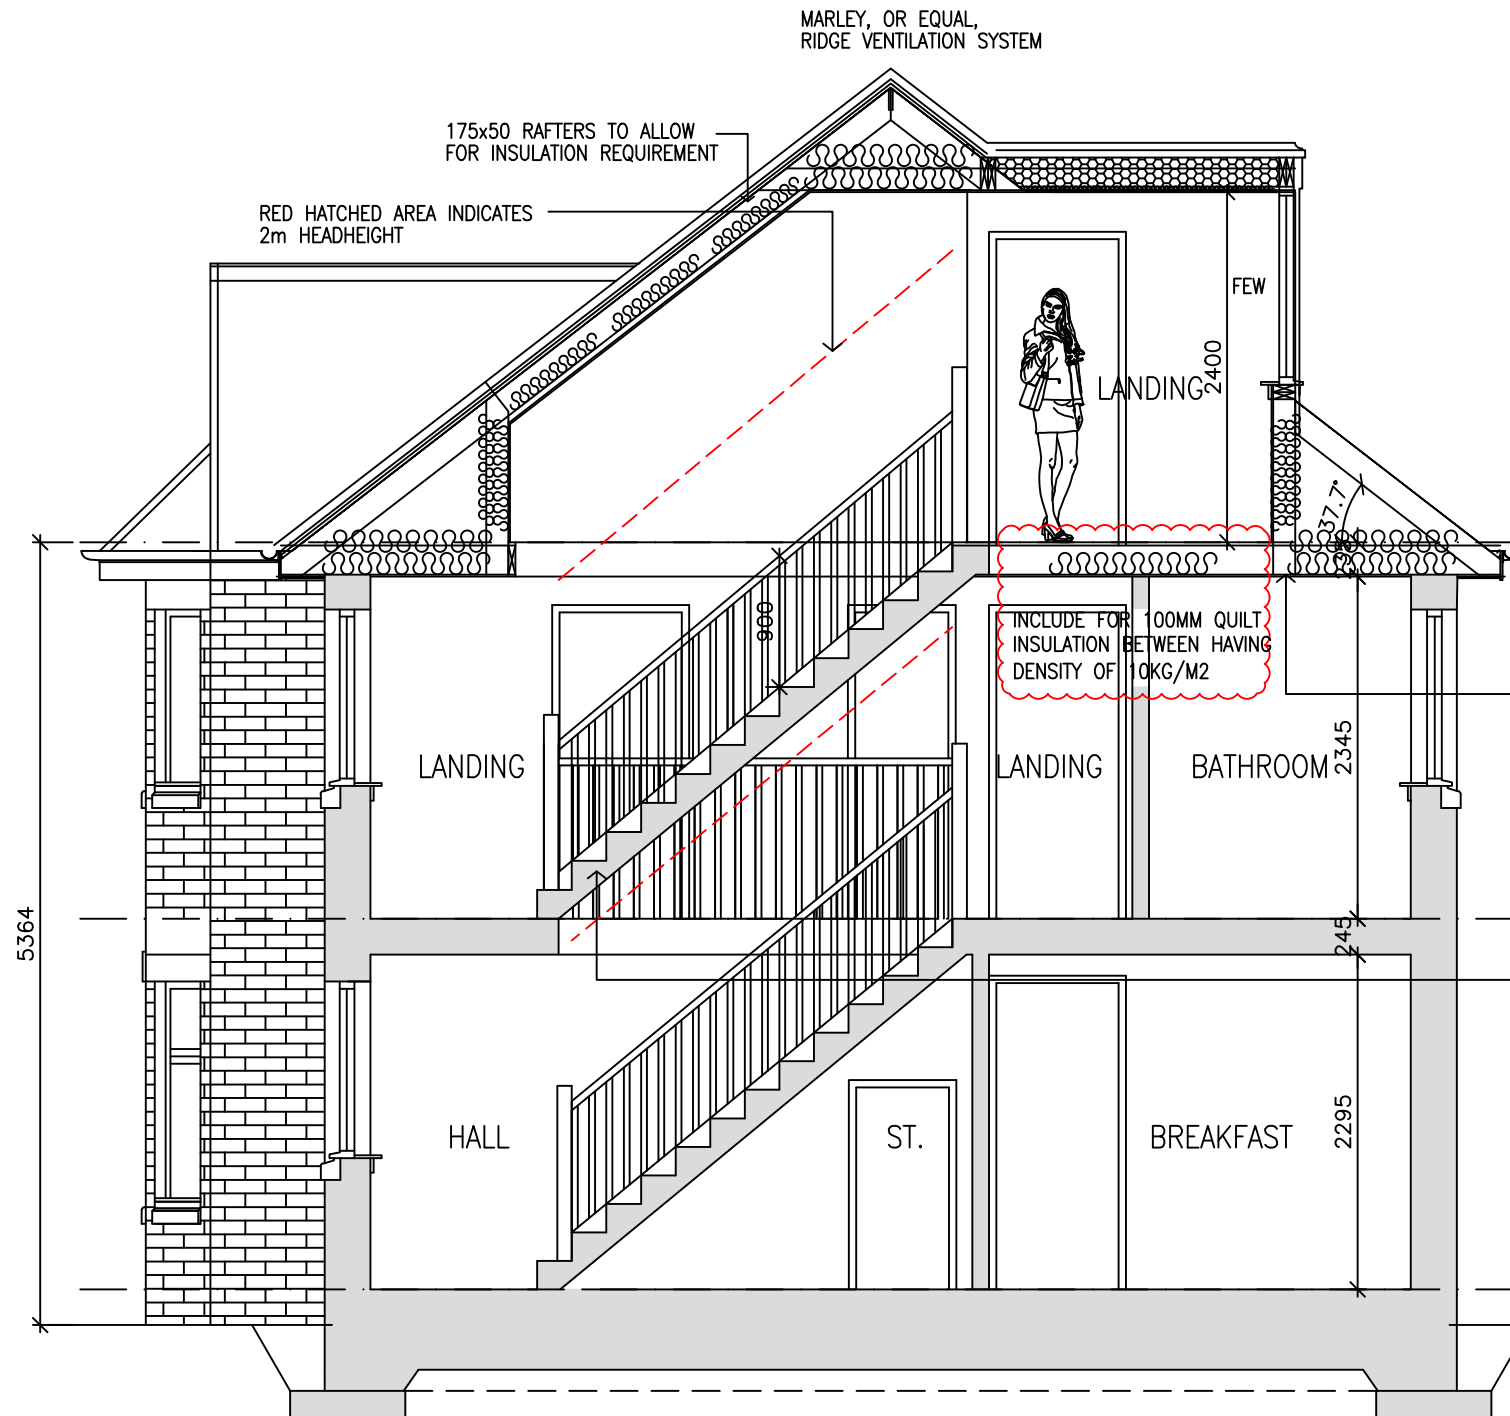 MARLEY, OR EQUAL,
RIDGE VENTILATION SYSTEM
175x50 RAFTERS TO ALLOW
FOR INSULATION REQUIREMENT
RED HATCHED AREA INDICATES
2m HEADHEIGHT
FEW
2400
LANDING
37.7°
900
INCLUDE FOR 100MM QUILT
INSULATION BETWEEN HAVING
DENSITY OF 10KG/M2
LANDING
LANDING
BATHROOM
2345
5364
245
HALL
ST.
BREAKFAST
2295